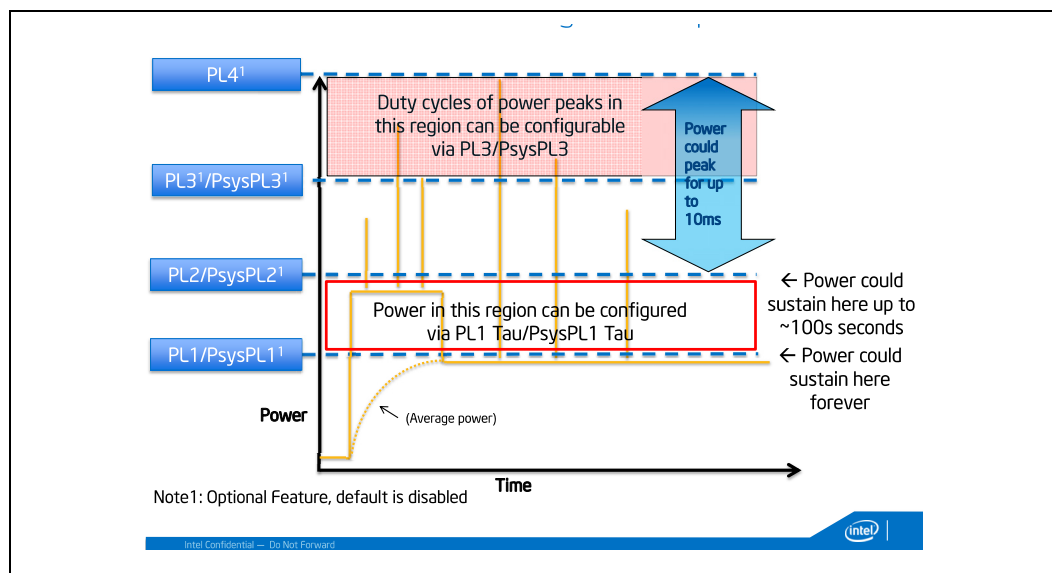 PL4¹
Duty cycles of power peaks in
this region can be configurable
via PL3/PsysPL3
Power
could
peak
for up
to
10ms
PL3¹/PsysPL3¹
PL2/PsysPL2¹
← Power could
sustain here up to
~100s seconds
Power in this region can be configured
via PL1 Tau/PsysPL1 Tau
PL1/PsysPL1¹
← Power could
sustain here
forever
Power
(Average power)
Time
Note1: Optional Feature, default is disabled
Intel Confidential — Do Not Forward
intel